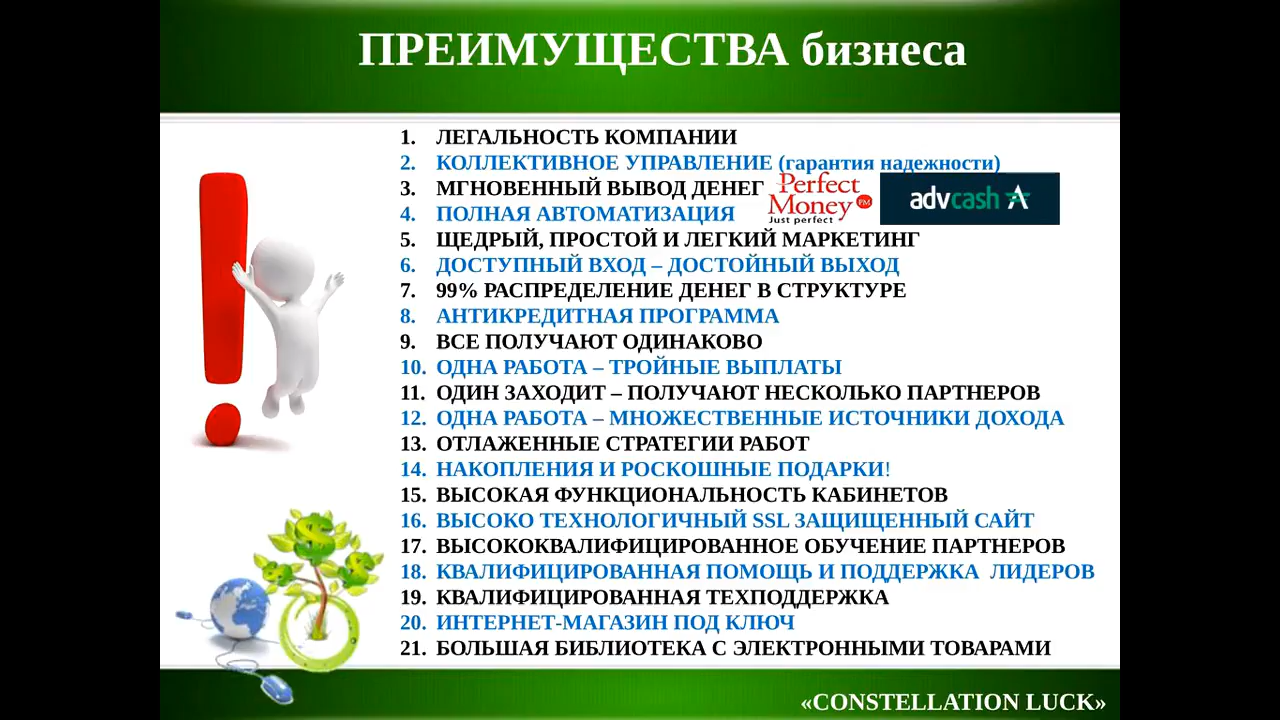 ПРЕИМУЩЕСТВА бизнеса
1. ЛЕГАЛЬНОСТЬ КОМПАНИИ
2. КОЛЛЕКТИВНОЕ УПРАВЛЕНИЕ (гарантия надежности)
3. МГНОВЕННЫЙ ВЫВОД ДЕНЕГ
Perfect
Money PM
Just perfect
advcash A
4. ПОЛНАЯ АВТОМАТИЗАЦИЯ
5. ЩЕДРЫЙ, ПРОСТОЙ И ЛЕГКИЙ МАРКЕТИНГ
6. ДОСТУПНЫЙ ВХОД – ДОСТОЙНЫЙ ВЫХОД
7. 99% РАСПРЕДЕЛЕНИЕ ДЕНЕГ В СТРУКТУРЕ
8. АНТИКРЕДИТНАЯ ПРОГРАММА
9. ВСЕ ПОЛУЧАЮТ ОДИНАКОВО
10. ОДНА РАБОТА – ТРОЙНЫЕ ВЫПЛАТЫ
11. ОДИН ЗАХОДИТ – ПОЛУЧАЮТ НЕСКОЛЬКО ПАРТНЕРОВ
12. ОДНА РАБОТА – МНОЖЕСТВЕННЫЕ ИСТОЧНИКИ ДОХОДА
13. ОТЛАЖЕННЫЕ СТРАТЕГИИ РАБОТ
14. НАКОПЛЕНИЯ И РОСКОШНЫЕ ПОДАРКИ!
15. ВЫСОКАЯ ФУНКЦИОНАЛЬНОСТЬ КАБИНЕТОВ
16. ВЫСОКО ТЕХНОЛОГИЧНЫЙ SSL ЗАЩИЩЕННЫЙ САЙТ
17. ВЫСОКОКВАЛИФИЦИРОВАННОЕ ОБУЧЕНИЕ ПАРТНЕРОВ
18. КВАЛИФИЦИРОВАННАЯ ПОМОЩЬ И ПОДДЕРЖКА ЛИДЕРОВ
19. КВАЛИФИЦИРОВАННАЯ ТЕХПОДДЕРЖКА
20. ИНТЕРНЕТ-МАГАЗИН ПОД КЛЮЧ
21. БОЛЬШАЯ БИБЛИОТЕКА С ЭЛЕКТРОННЫМИ ТОВАРАМИ
«CONSTELLATION LUCK»